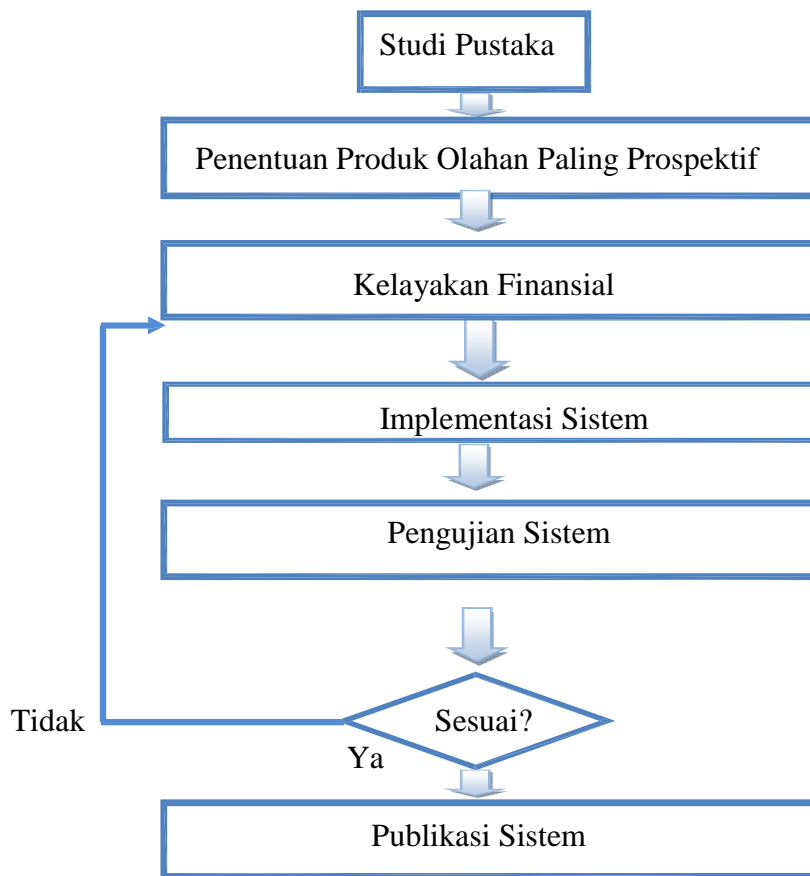 Studi Pustaka
Penentuan Produk Olahan Paling Prospektif
Kelayakan Finansial
Implementasi Sistem
Pengujian Sistem
Tidak
Sesuai?
Ya
Publikasi Sistem